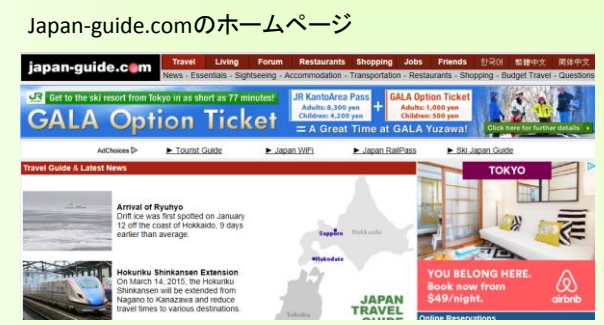 Japan-guide.comのホームページ
japan-guide.com
Travel Living Forum Restaurants Shopping Jobs Friends 한국어 繁體中文 简体中文
News - Essentials - Sightseeing - Accommodation - Transportation - Restaurants - Shopping - Budget Travel - Questions
JR Get to the ski resort from Tokyo in as short as 77 minutes!
GALA Option Ticket
JR KantoArea Pass
Adults: 8,300 yen
Children: 4,200 yen
+
GALA Option Ticket
Adults: 1,000 yen
Children: 500 yen
= A Great Time at GALA Yuzawa!
Click here for further details ▸
AdChoices ▷ ► Tourist Guide ► Japan WiFi ► Japan RailPass ► Ski Japan Guide
Travel Guide & Latest News
Arrival of Ryuhyo
Drift ice was first spotted on January
12 off the coast of Hokkaido, 9 days
earlier than average.
Hokuriku Shinkansen Extension
On March 14, 2015, the Hokuriku
Shinkansen will be extended from
Nagano to Kanazawa and reduce
travel times to various destinations.
Sapporo Hokkaido
Hakodate
Tohoku
JAPAN
TRAVEL
GUIDE
TOKYO
YOU BELONG HERE.
Book now from
$49/night.
airbnb
Online Reservations